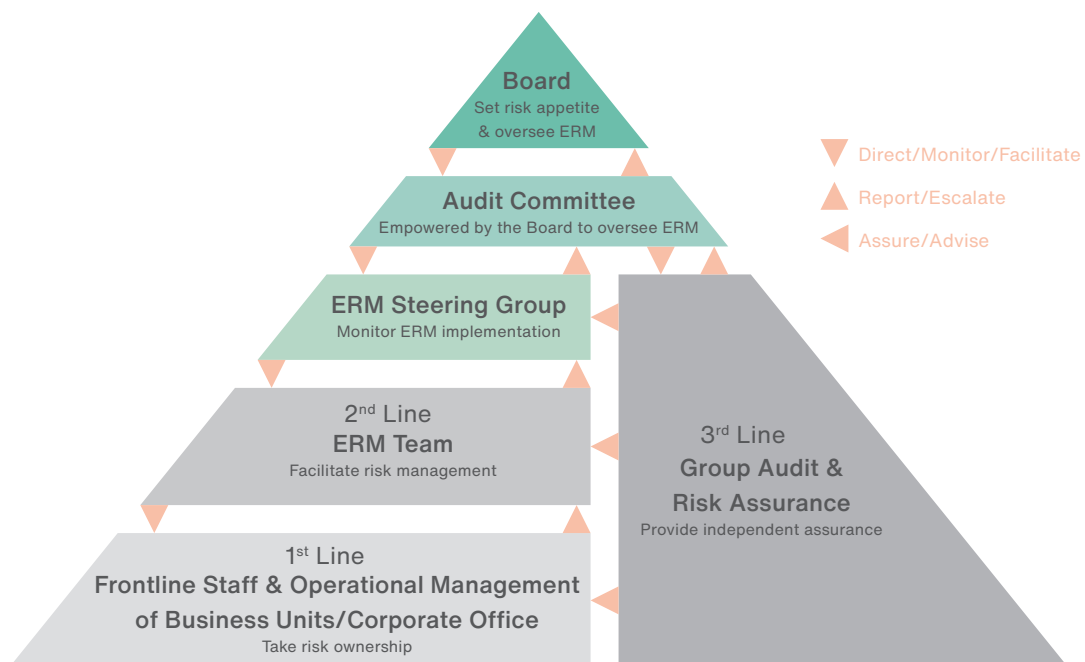 Board
Set risk appetite
& oversee ERM
Direct/Monitor/Facilitate
Report/Escalate
Assure/Advise
Audit Committee
Empowered by the Board to oversee ERM
ERM Steering Group
Monitor ERM implementation
2nd Line
ERM Team
Facilitate risk management
3rd Line
Group Audit &
Risk Assurance
Provide independent assurance
1st Line
Frontline Staff & Operational Management
of Business Units/Corporate Office
Take risk ownership